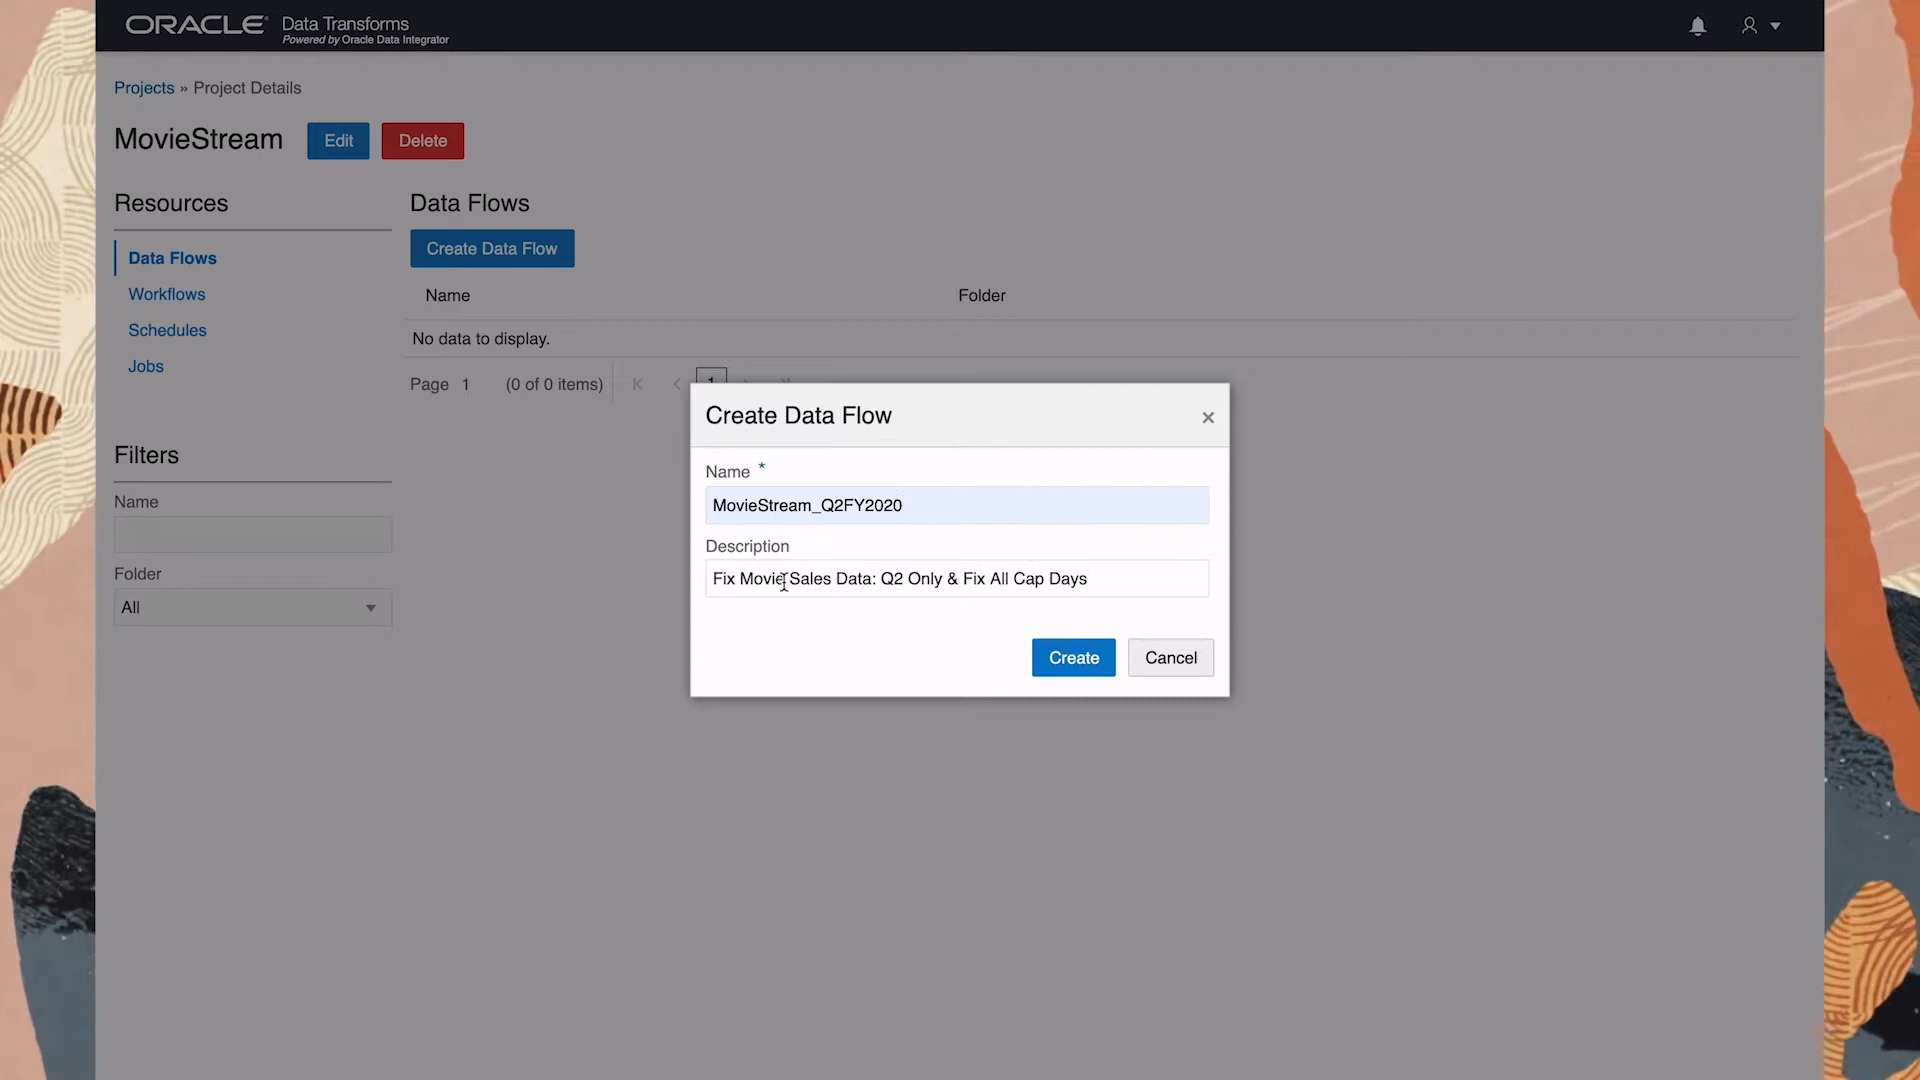 ORACLE Data Transforms
Powered by Oracle Data Integrator
Projects » Project Details
MovieStream Edit Delete
Resources
Data Flows
Workflows
Schedules
Jobs
Filters
Name
Folder
All
Data Flows
Create Data Flow
Name Folder
No data to display.
Page 1 (0 of 0 items) 1
Create Data Flow ×
Name *
MovieStream_Q2FY2020
Description
Fix Movie Sales Data: Q2 Only & Fix All Cap Days
Create Cancel